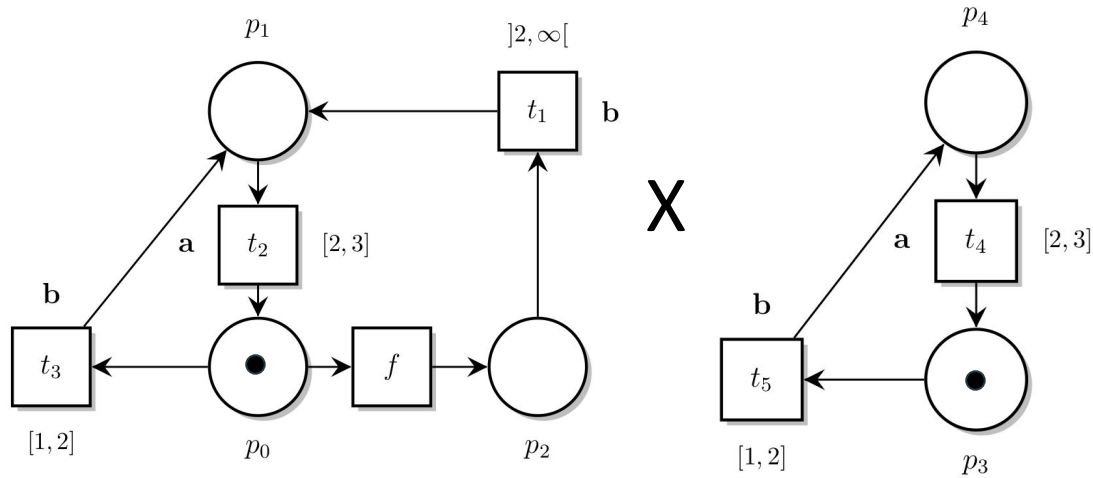 p₁
]2, ∞[
t₁
b
t₂
a
[2, 3]
b
t₃
f
[1, 2]
p₀
p₂
X
p₄
t₄
a
[2, 3]
b
t₅
[1, 2]
p₃